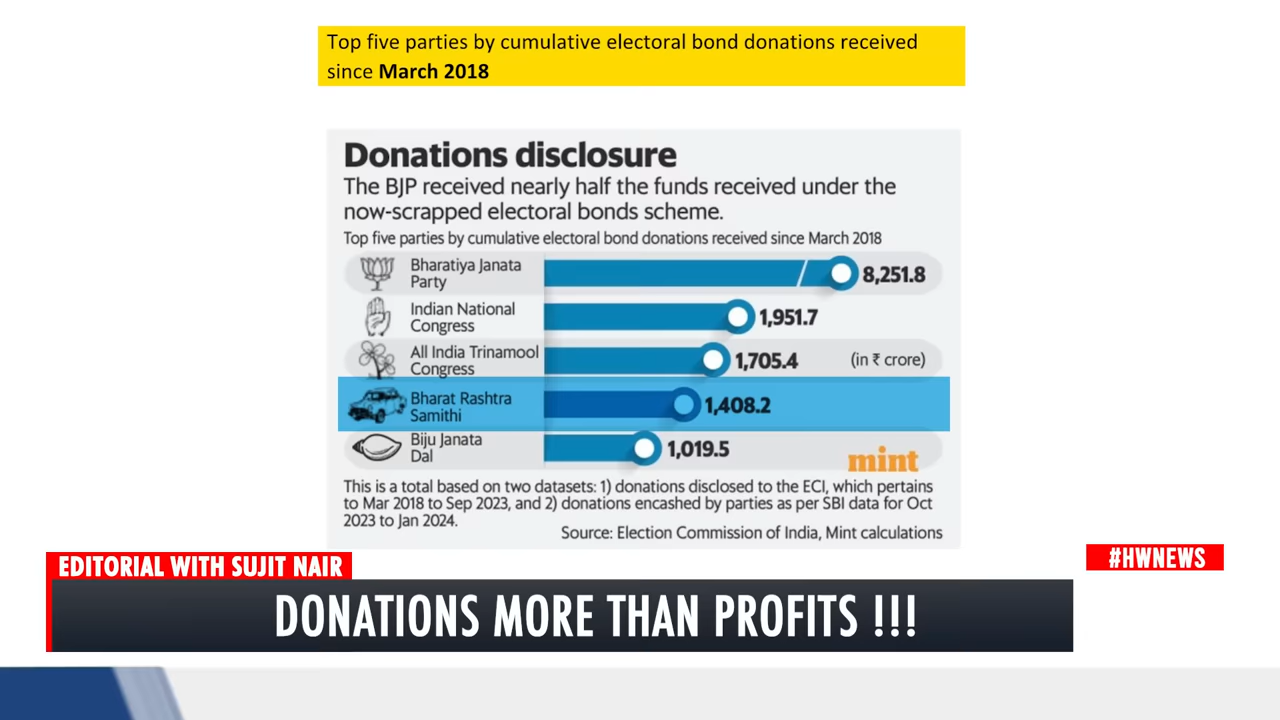 Top five parties by cumulative electoral bond donations received
since March 2018
Donations disclosure
The BJP received nearly half the funds received under the
now-scrapped electoral bonds scheme.
Top five parties by cumulative electoral bond donations received since March 2018
Bharatiya Janata
Party
8,251.8
Indian National
Congress
1,951.7
All India Trinamool
Congress
1,705.4
(in ₹ crore)
Bharat Rashtra
Samithi
1,408.2
Biju Janata
Dal
1,019.5
mint
This is a total based on two datasets: 1) donations disclosed to the ECI, which pertains
to Mar 2018 to Sep 2023, and 2) donations encashed by parties as per SBI data for Oct
2023 to Jan 2024.
Source: Election Commission of India, Mint calculations
EDITORIAL WITH SUJIT NAIR
#HWNEWS
DONATIONS MORE THAN PROFITS !!!